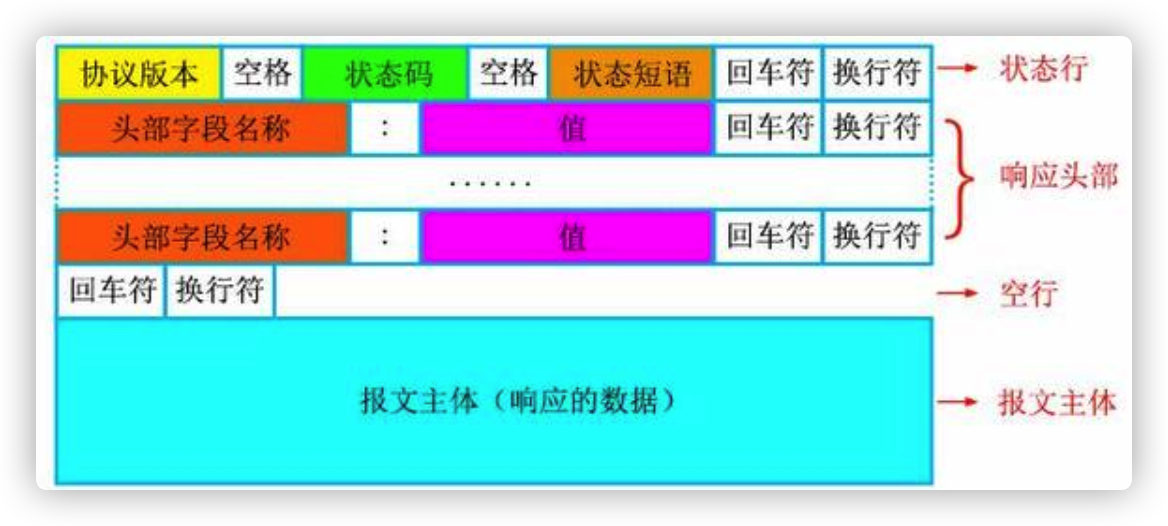 协议版本 空格 状态码 空格 状态短语 回车符 换行符 状态行
头部字段名称 : 值 回车符 换行符
......
响应头部
头部字段名称 : 值 回车符 换行符
回车符 换行符 空行
报文主体（响应的数据） 报文主体